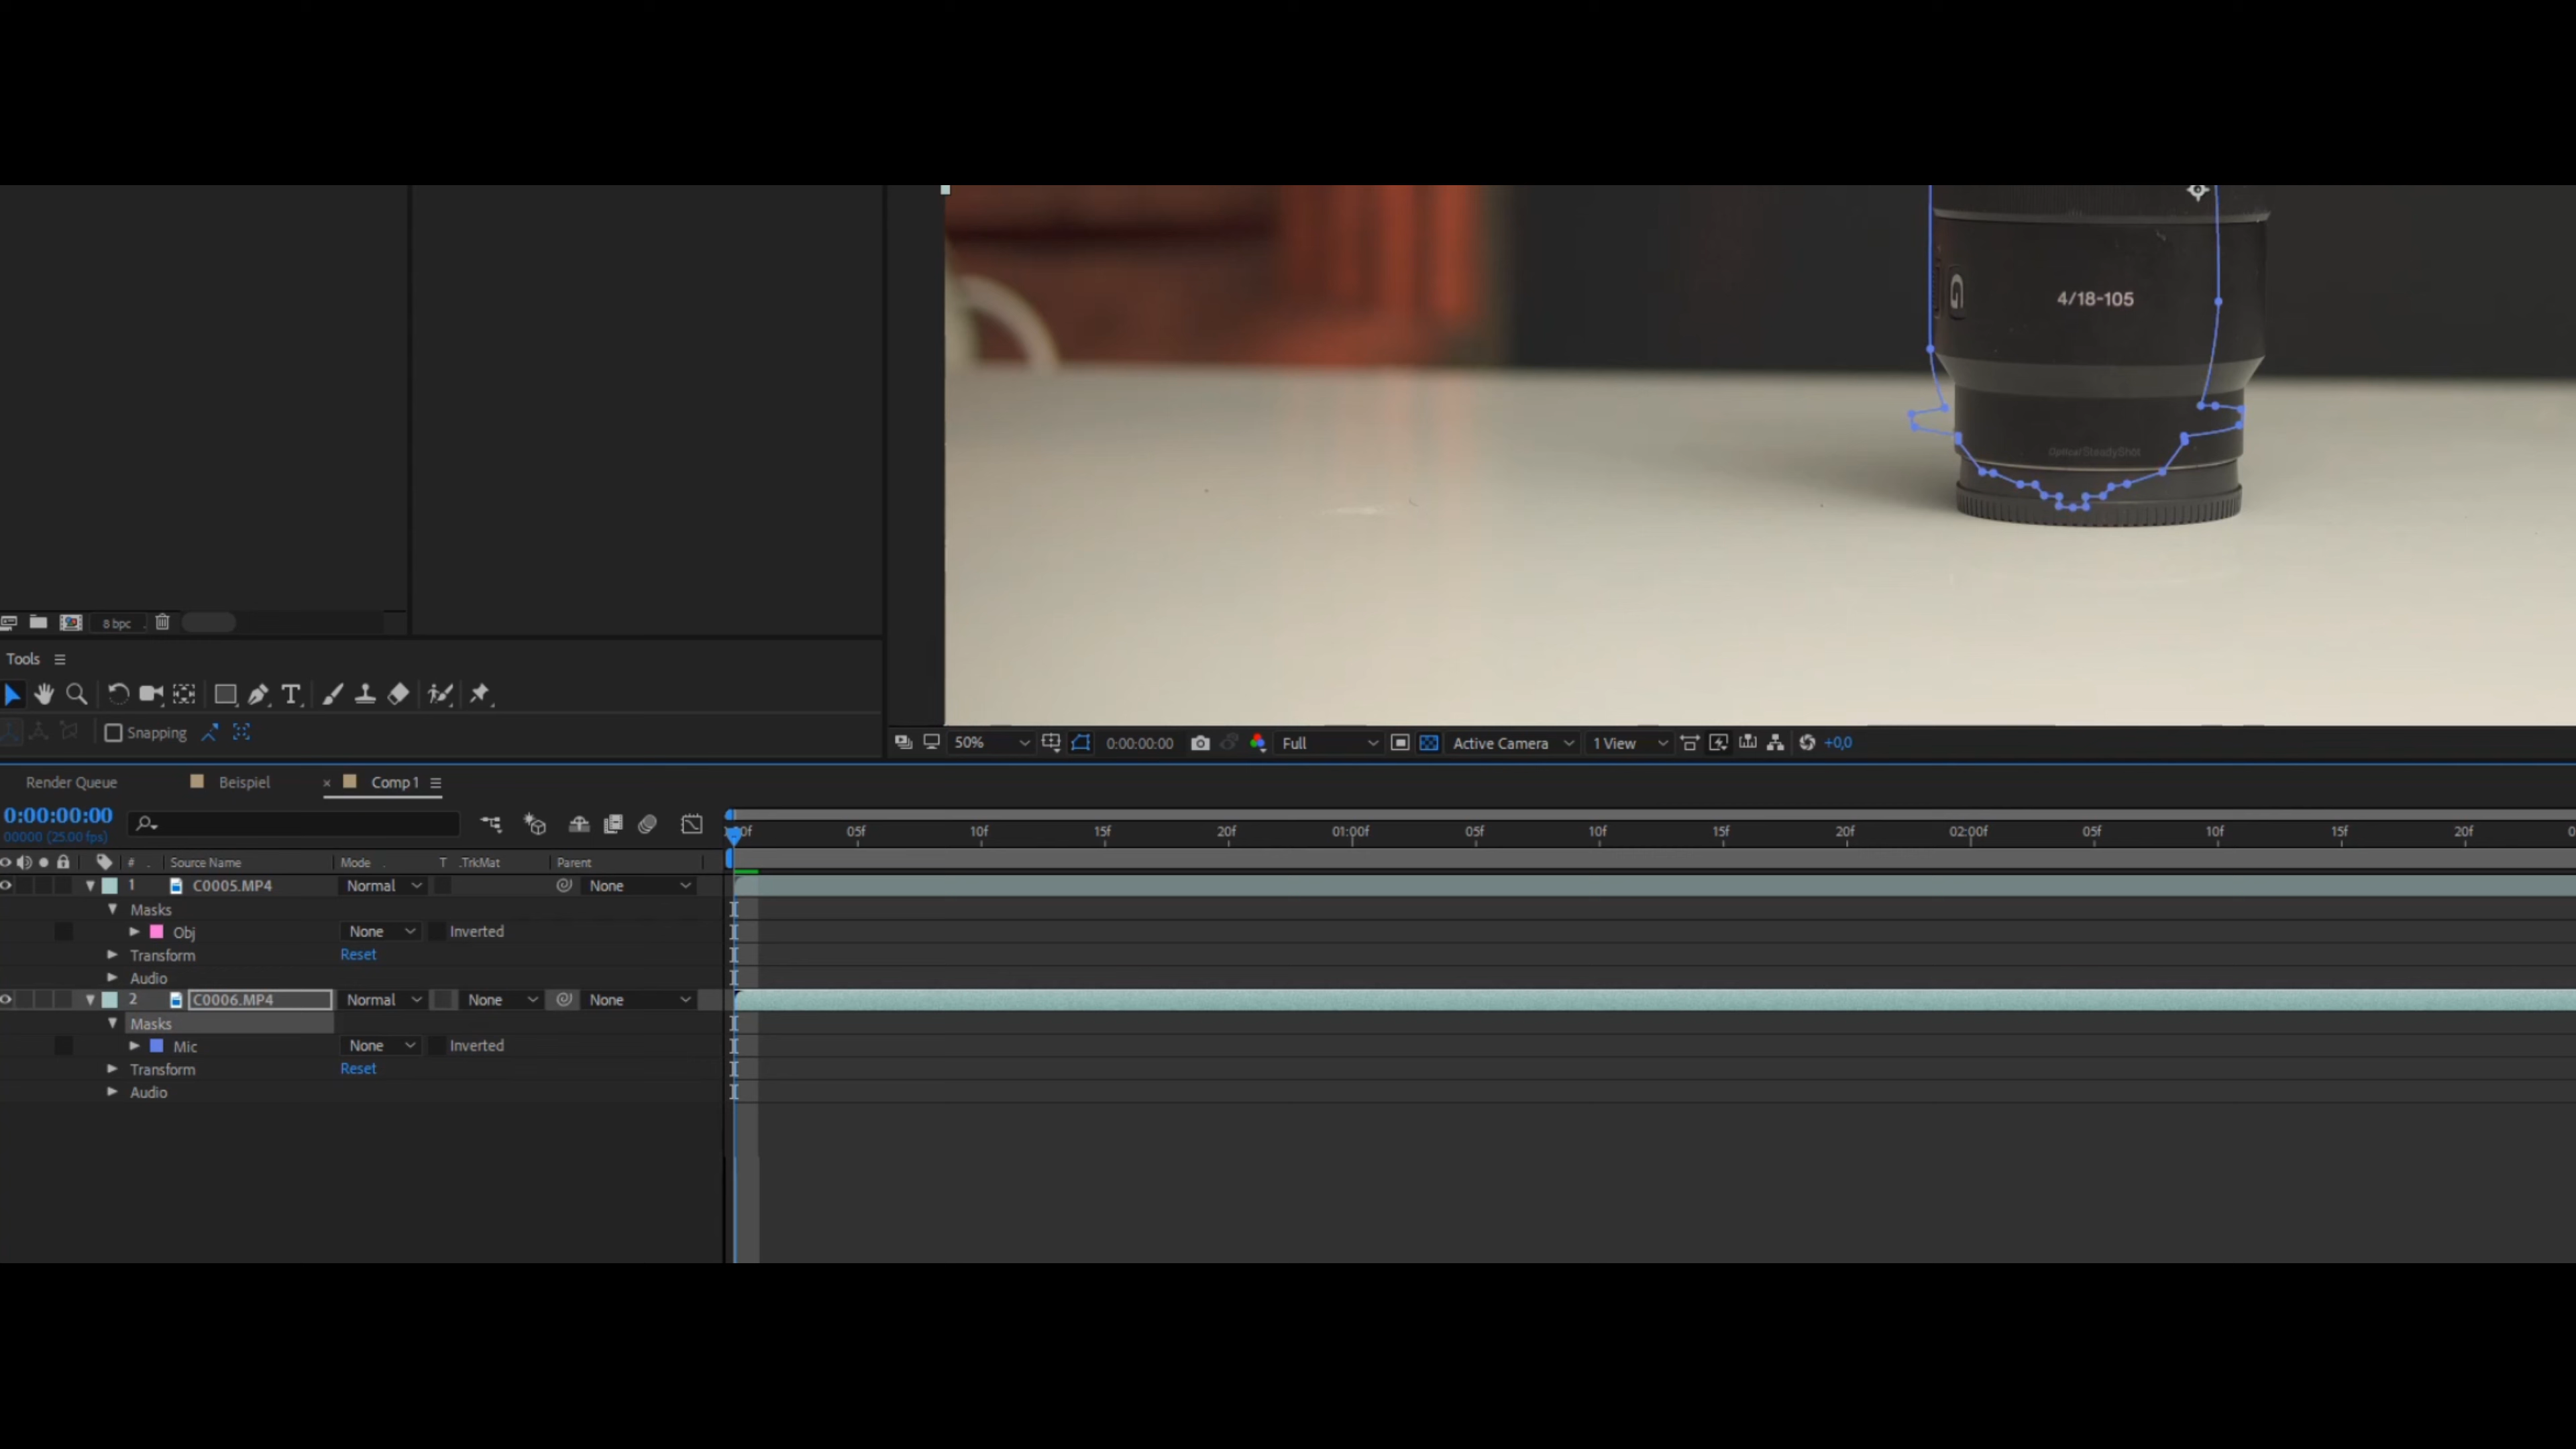 G
4/18-105
OpticalSteadyShot
8 bpc
Tools
Snapping
50%
0:00:00:00
Full
Active Camera
1 View
+0,0
Render Queue
Beispiel
Comp 1
0:00:00:00
00000 (25.00 fps)
05f
10f
15f
20f
01:00f
05f
10f
15f
20f
02:00f
05f
10f
15f
20f
# Source Name Mode T .TrkMat Parent
1 C0005.MP4 Normal None
Masks
Obj None Inverted
Transform Reset
Audio
2 C0006.MP4 Normal None None
Masks
Mic None Inverted
Transform Reset
Audio